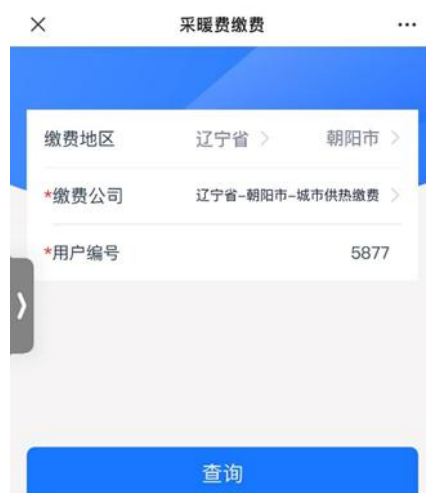 采暖费缴费
缴费地区 辽宁省 朝阳市
*缴费公司 辽宁省-朝阳市-城市供热缴费
*用户编号 5877
查询